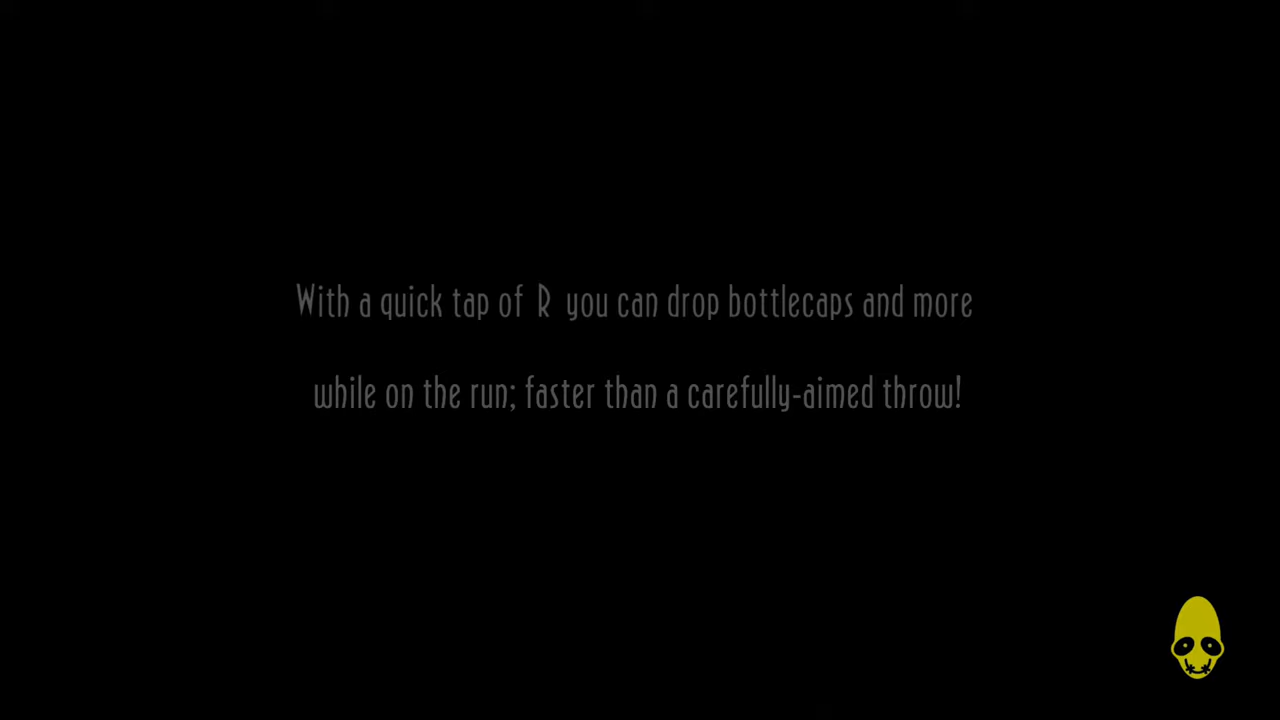 With a quick tap of R you can drop bottlecaps and more
while on the run; faster than a carefully-aimed throw!